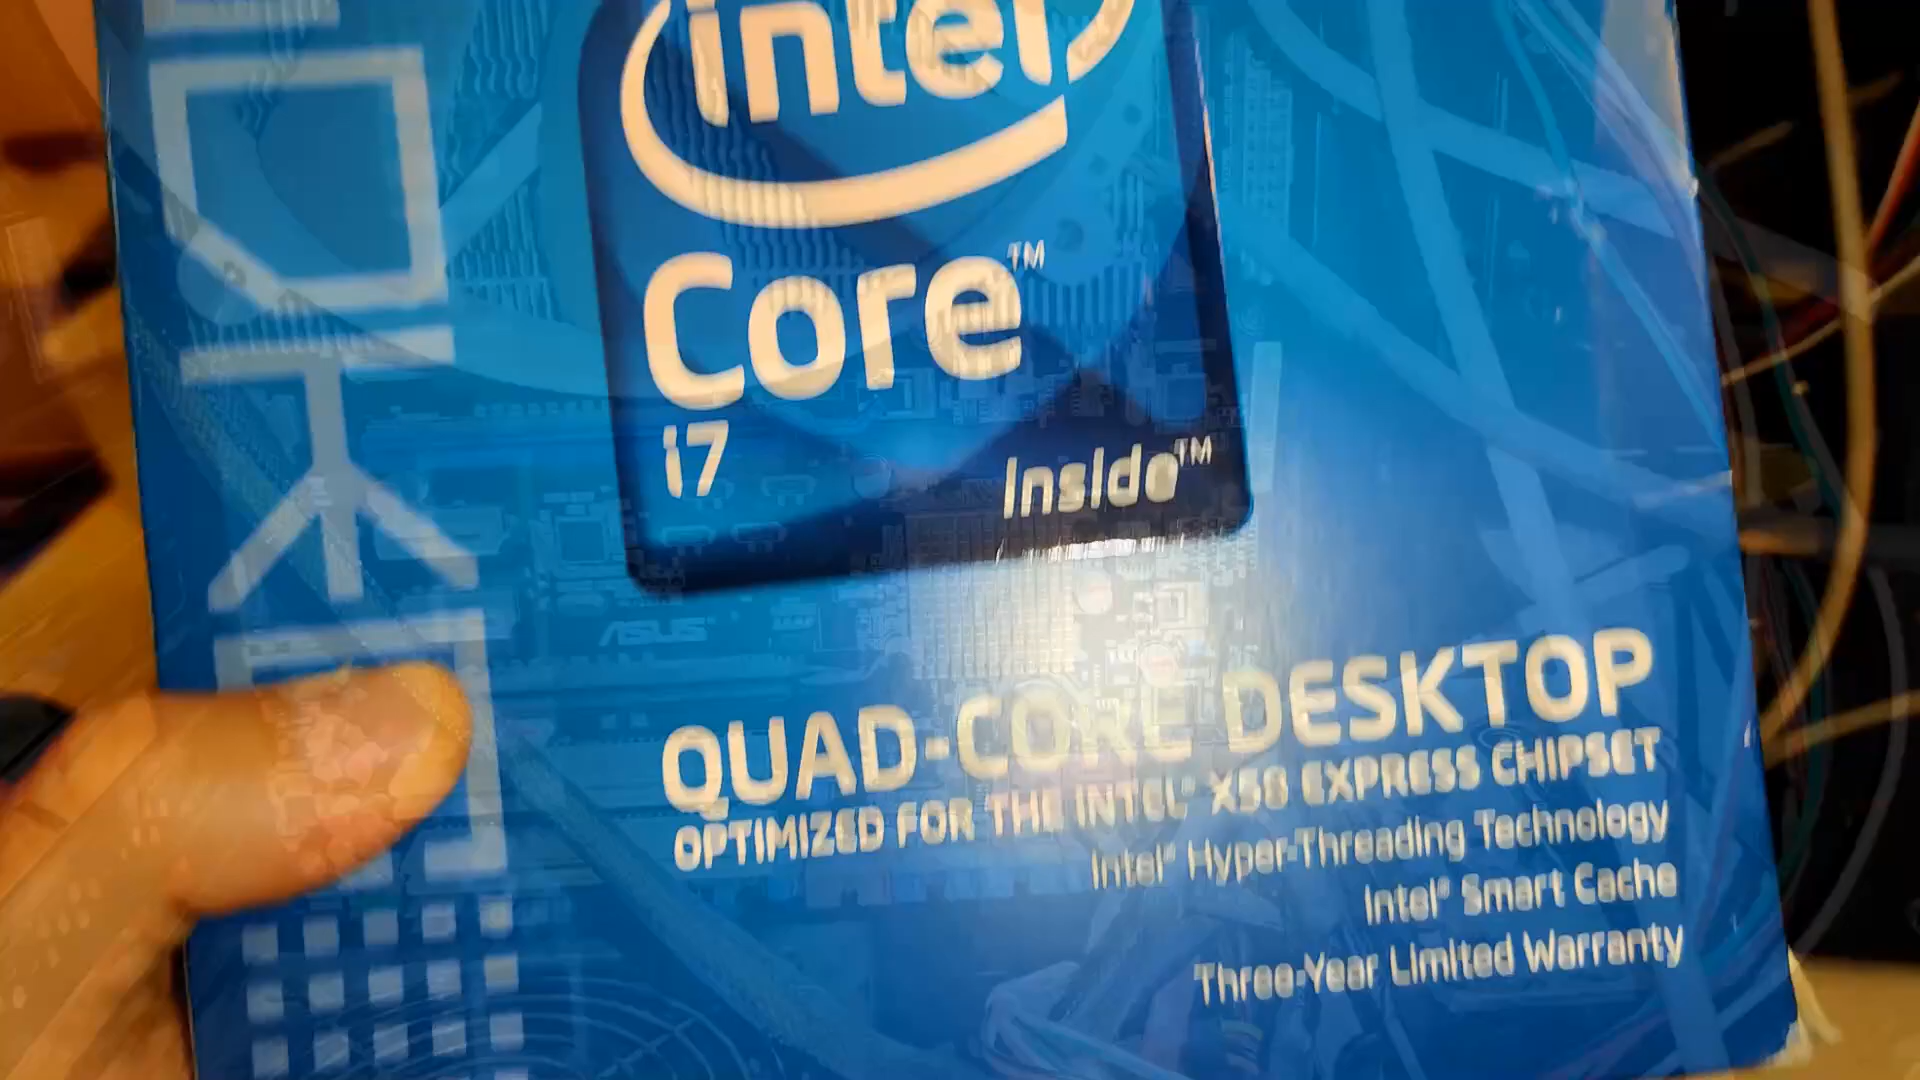 intel
Core™
i7
Inside™
ASUS
QUAD-CORE DESKTOP
OPTIMIZED FOR THE INTEL® X58 EXPRESS CHIPSET
Intel® Hyper-Threading Technology
Intel® Smart Cache
Three-Year Limited Warranty